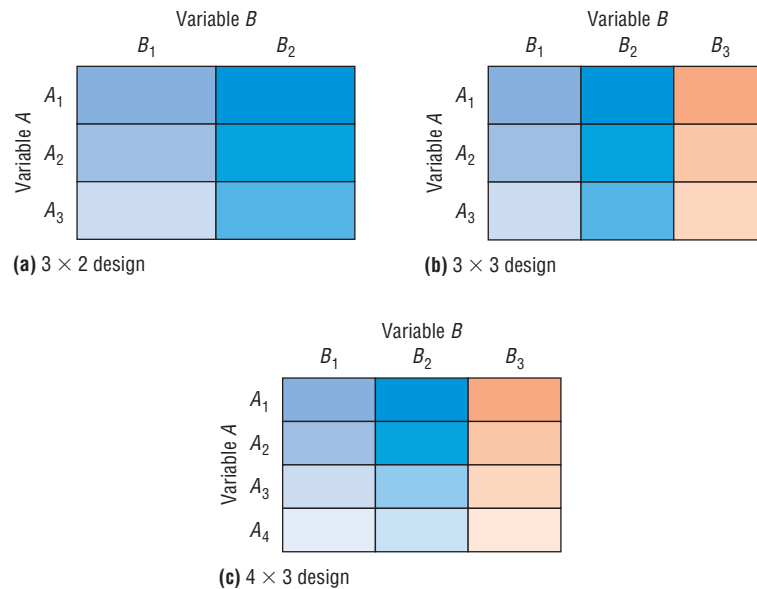 Variable B
B₁ B₂
Variable A
A₁
A₂
A₃
(a) 3 × 2 design
Variable B
B₁ B₂ B₃
Variable A
A₁
A₂
A₃
(b) 3 × 3 design
Variable B
B₁ B₂ B₃
Variable A
A₁
A₂
A₃
A₄
(c) 4 × 3 design